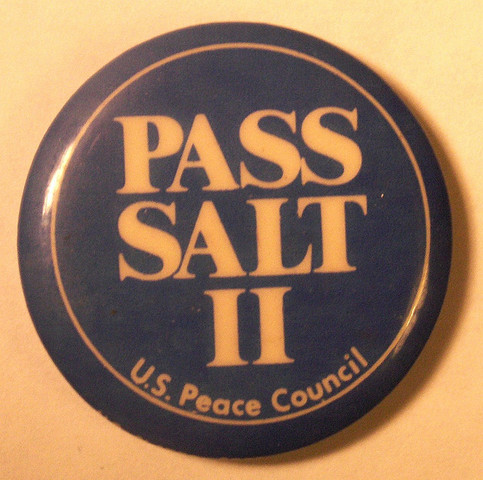 PASS
SALT
II
U.S. Peace Council